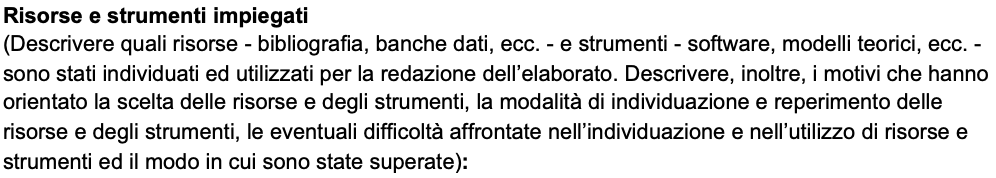 Risorse e strumenti impiegati
(Descrivere quali risorse - bibliografia, banche dati, ecc. - e strumenti - software, modelli teorici, ecc. -
sono stati individuati ed utilizzati per la redazione dell’elaborato. Descrivere, inoltre, i motivi che hanno
orientato la scelta delle risorse e degli strumenti, la modalità di individuazione e reperimento delle
risorse e degli strumenti, le eventuali difficoltà affrontate nell’individuazione e nell’utilizzo di risorse e
strumenti ed il modo in cui sono state superate):